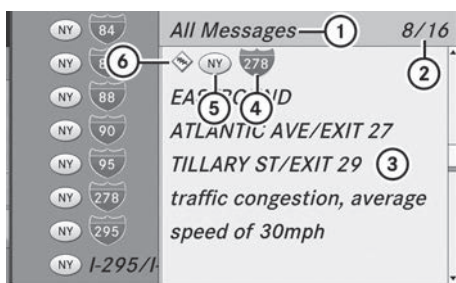 NY 84 All Messages 1 8/16
6 NY 278 2
NY 88 5 4 EASTBOUND
NY 90 ATLANTIC AVE/EXIT 27
NY 95 TILLARY ST/EXIT 29 3
NY 278 traffic congestion, average
NY 295 speed of 30mph
NY I-295/I-